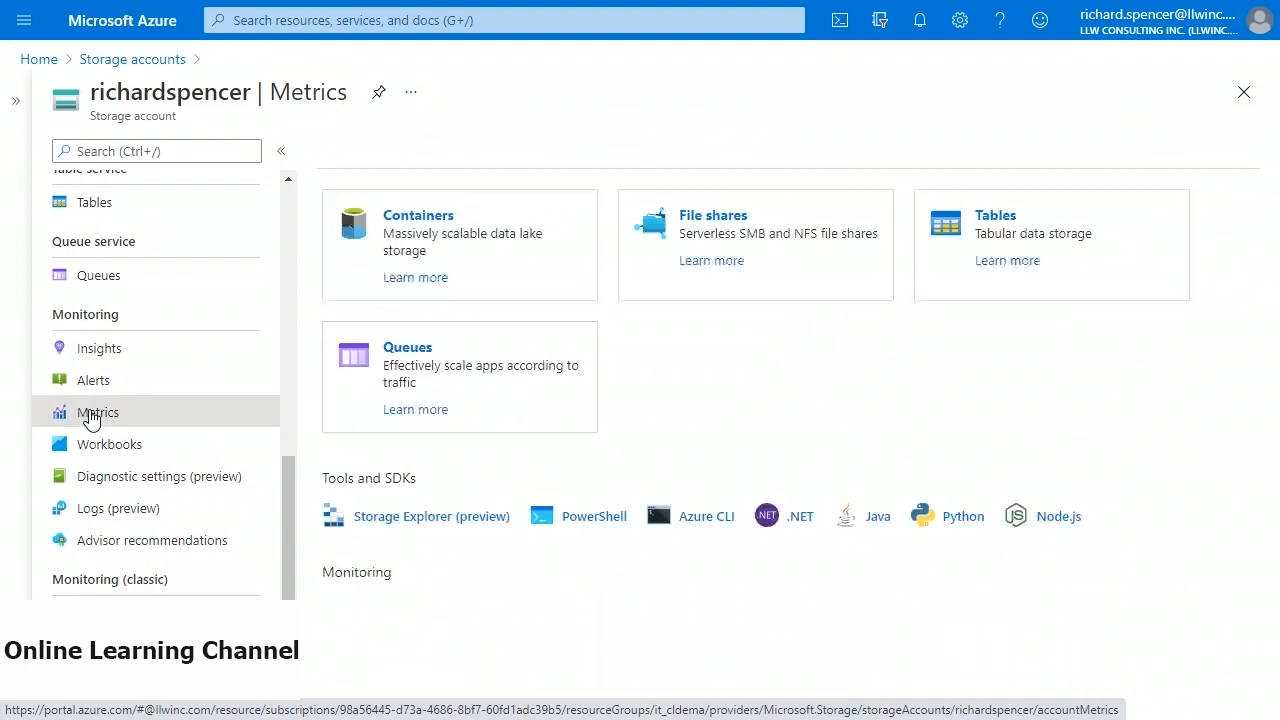 Microsoft Azure
Search resources, services, and docs (G+/)
richard.spencer@llwinc....
LLW CONSULTING INC. (LLWINC....
Home > Storage accounts >
richardspencer | Metrics
Storage account
Search (Ctrl+/)
Table service
Tables
Queue service
Queues
Monitoring
Insights
Alerts
Metrics
Workbooks
Diagnostic settings (preview)
Logs (preview)
Advisor recommendations
Monitoring (classic)
Containers
Massively scalable data lake
storage
Learn more
File shares
Serverless SMB and NFS file shares
Learn more
Tables
Tabular data storage
Learn more
Queues
Effectively scale apps according to
traffic
Learn more
Tools and SDKs
Storage Explorer (preview)
PowerShell
Azure CLI
NET
.NET
Java
Python
Node.js
Monitoring
Online Learning Channel
https://portal.azure.com/#@llwinc.com/resource/subscriptions/98a56445-d73a-4686-8bf7-60fd1adc39b5/resourceGroups/it_cldema/providers/Microsoft.Storage/storageAccounts/richardspencer/accountMetrics